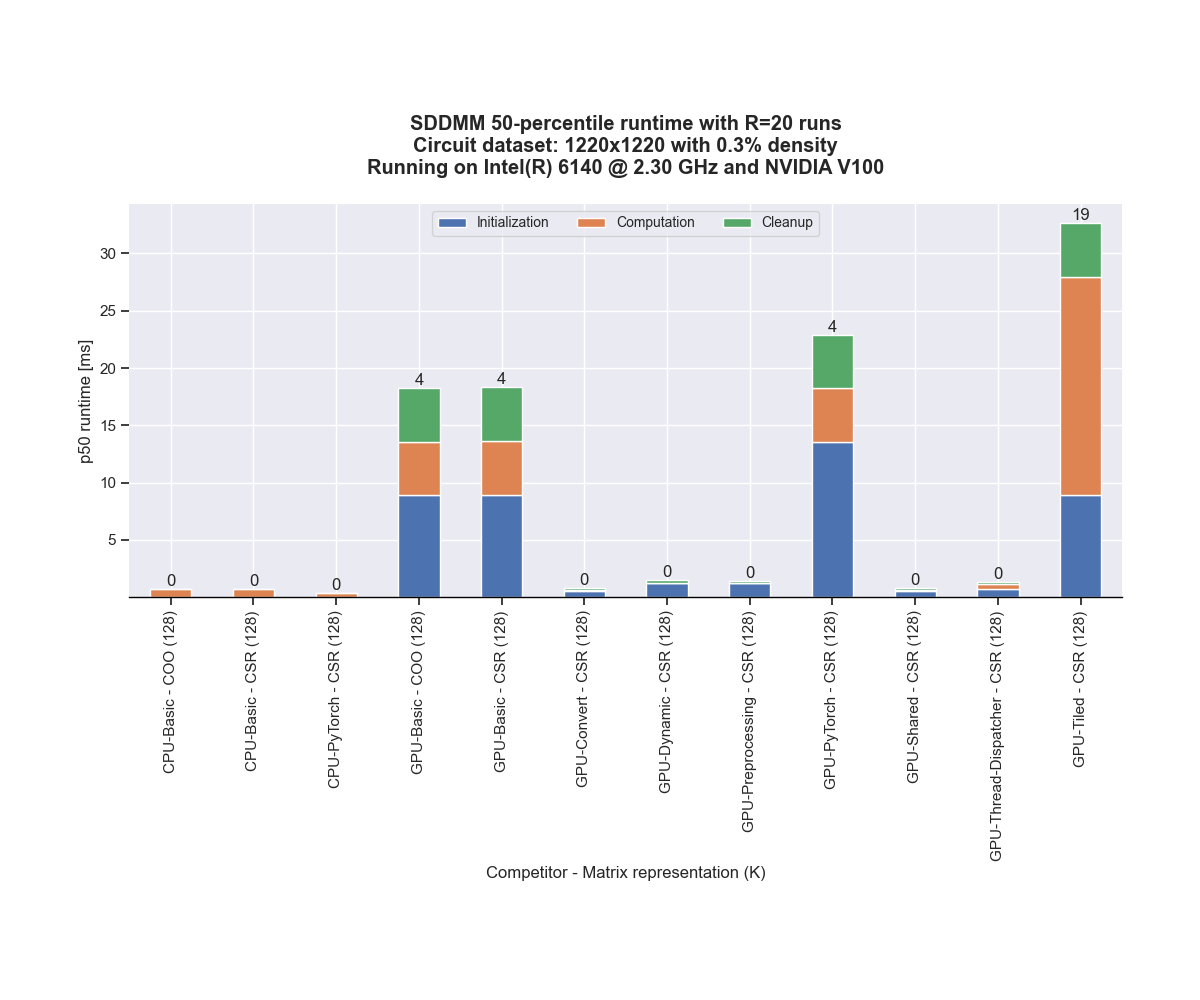 SDDMM 50-percentile runtime with R=20 runs
Circuit dataset: 1220x1220 with 0.3% density
Running on Intel(R) 6140 @ 2.30 GHz and NVIDIA V100
Initialization
Computation
Cleanup
p50 runtime [ms]
30
25
20
15
10
5
0
0
0
4
4
0
0
0
4
0
0
19
CPU-Basic - COO (128)
CPU-Basic - CSR (128)
CPU-PyTorch - CSR (128)
GPU-Basic - COO (128)
GPU-Basic - CSR (128)
GPU-Convert - CSR (128)
GPU-Dynamic - CSR (128)
GPU-Preprocessing - CSR (128)
GPU-PyTorch - CSR (128)
GPU-Shared - CSR (128)
GPU-Thread-Dispatcher - CSR (128)
GPU-Tiled - CSR (128)
Competitor - Matrix representation (K)